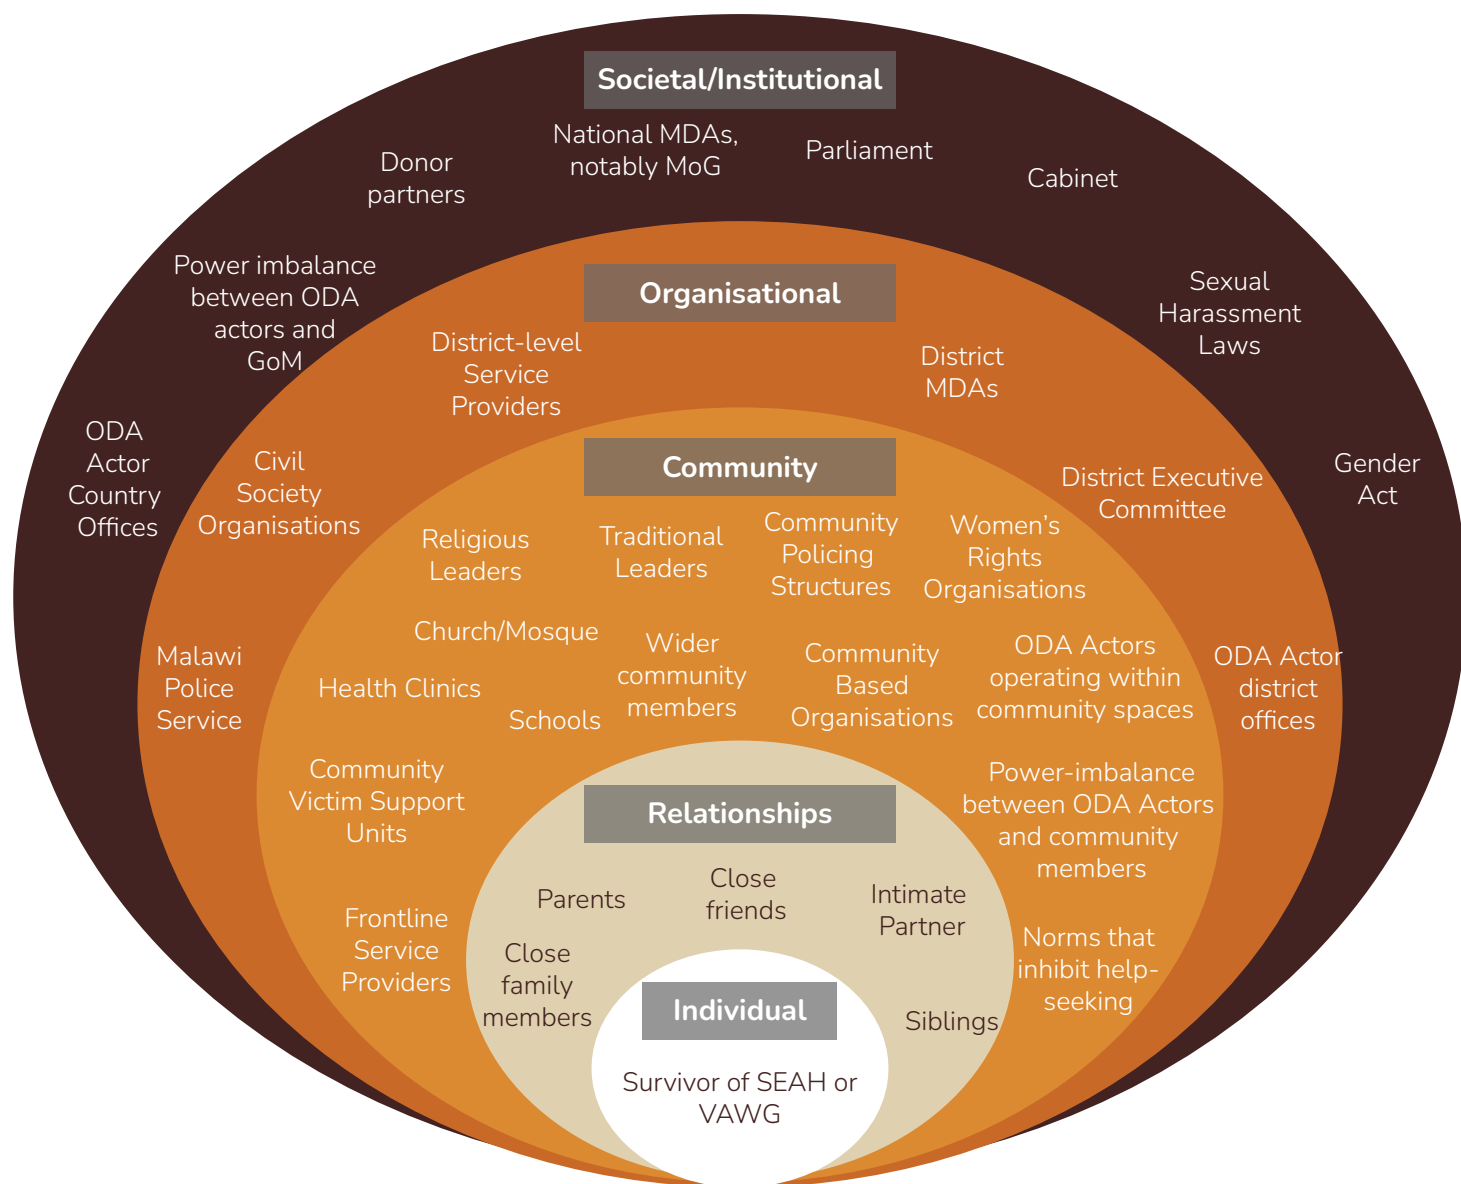 Societal/Institutional
Donor
partners
National MDAs,
notably MoG
Parliament
Cabinet
Power imbalance
between ODA
actors and
GoM
Sexual
Harassment
Laws
ODA
Actor
Country
Offices
Gender
Act
Organisational
District-level
Service
Providers
District
MDAs
Civil
Society
Organisations
District Executive
Committee
Malawi
Police
Service
ODA Actor
district
offices
Community
Religious
Leaders
Traditional
Leaders
Community
Policing
Structures
Women’s
Rights
Organisations
Church/Mosque
Health Clinics
Schools
Wider
community
members
Community
Based
Organisations
ODA Actors
operating within
community spaces
Community
Victim Support
Units
Power-imbalance
between ODA Actors
and community
members
Frontline
Service
Providers
Norms that
inhibit help-
seeking
Relationships
Parents
Close
friends
Intimate
Partner
Close
family
members
Siblings
Individual
Survivor of SEAH or
VAWG